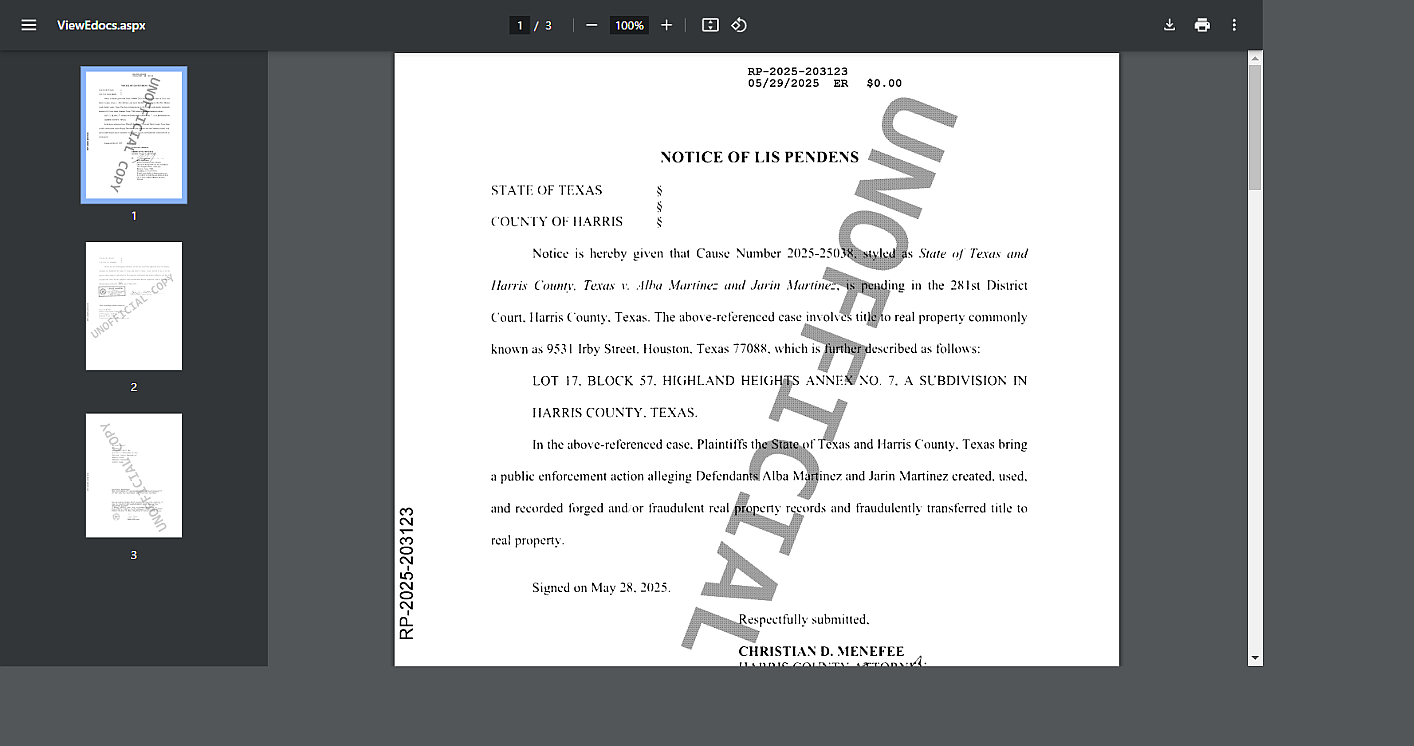 ViewEdocs.aspx
1 / 3
100%
RP-2025-203123
05/29/2025 ER $0.00
NOTICE OF LIS PENDENS
STATE OF TEXAS §
§
COUNTY OF HARRIS §
Notice is hereby given that Cause Number 2025-25038, styled as State of Texas and
Harris County, Texas v. Alba Martinez and Jarin Martinez, is pending in the 281st District
Court, Harris County, Texas. The above-referenced case involves title to real property commonly
known as 9531 Irby Street, Houston, Texas 77088, which is further described as follows:
LOT 17, BLOCK 57, HIGHLAND HEIGHTS ANNEX NO. 7, A SUBDIVISION IN
HARRIS COUNTY, TEXAS.
In the above-referenced case, Plaintiffs the State of Texas and Harris County, Texas bring
a public enforcement action alleging Defendants Alba Martinez and Jarin Martinez created, used,
and recorded forged and or fraudulent real property records and fraudulently transferred title to
real property.
Signed on May 28, 2025.
Respectfully submitted,
CHRISTIAN D. MENEFEE
HARRIS COUNTY ATTORNEY
RP-2025-203123
UNOFFICIAL
UNOFFICIAL COPY
1
UNOFFICIAL COPY
2
UNOFFICIAL COPY
3